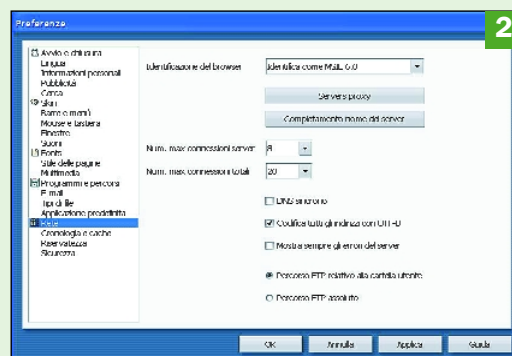 Preferenze
2
Avvio e chiusura
Lingua
Informazioni personali
Pubblicità
Cerca
Skin
Barre e menù
Mouse e tastiera
Finestre
Suoni
Fonts
Stile delle pagine
Multimedia
Programmi e percorsi
E-mail
Tipi di file
Applicazione predefinita
Rete
Cronologia e cache
Riservatezza
Sicurezza
Identificazione del browser
Identifica come MSIE 6.0
Servers proxy
Completamento nome del server
Num. max connessioni server
8
Num. max connessioni totali
20
DNS sincrono
Codifica tutti gli indirizzi con UTF-8
Mostra sempre gli errori del server
Percorso FTP relativo alla cartella utente
Percorso FTP assoluto
OK
Annulla
Applica
Guida